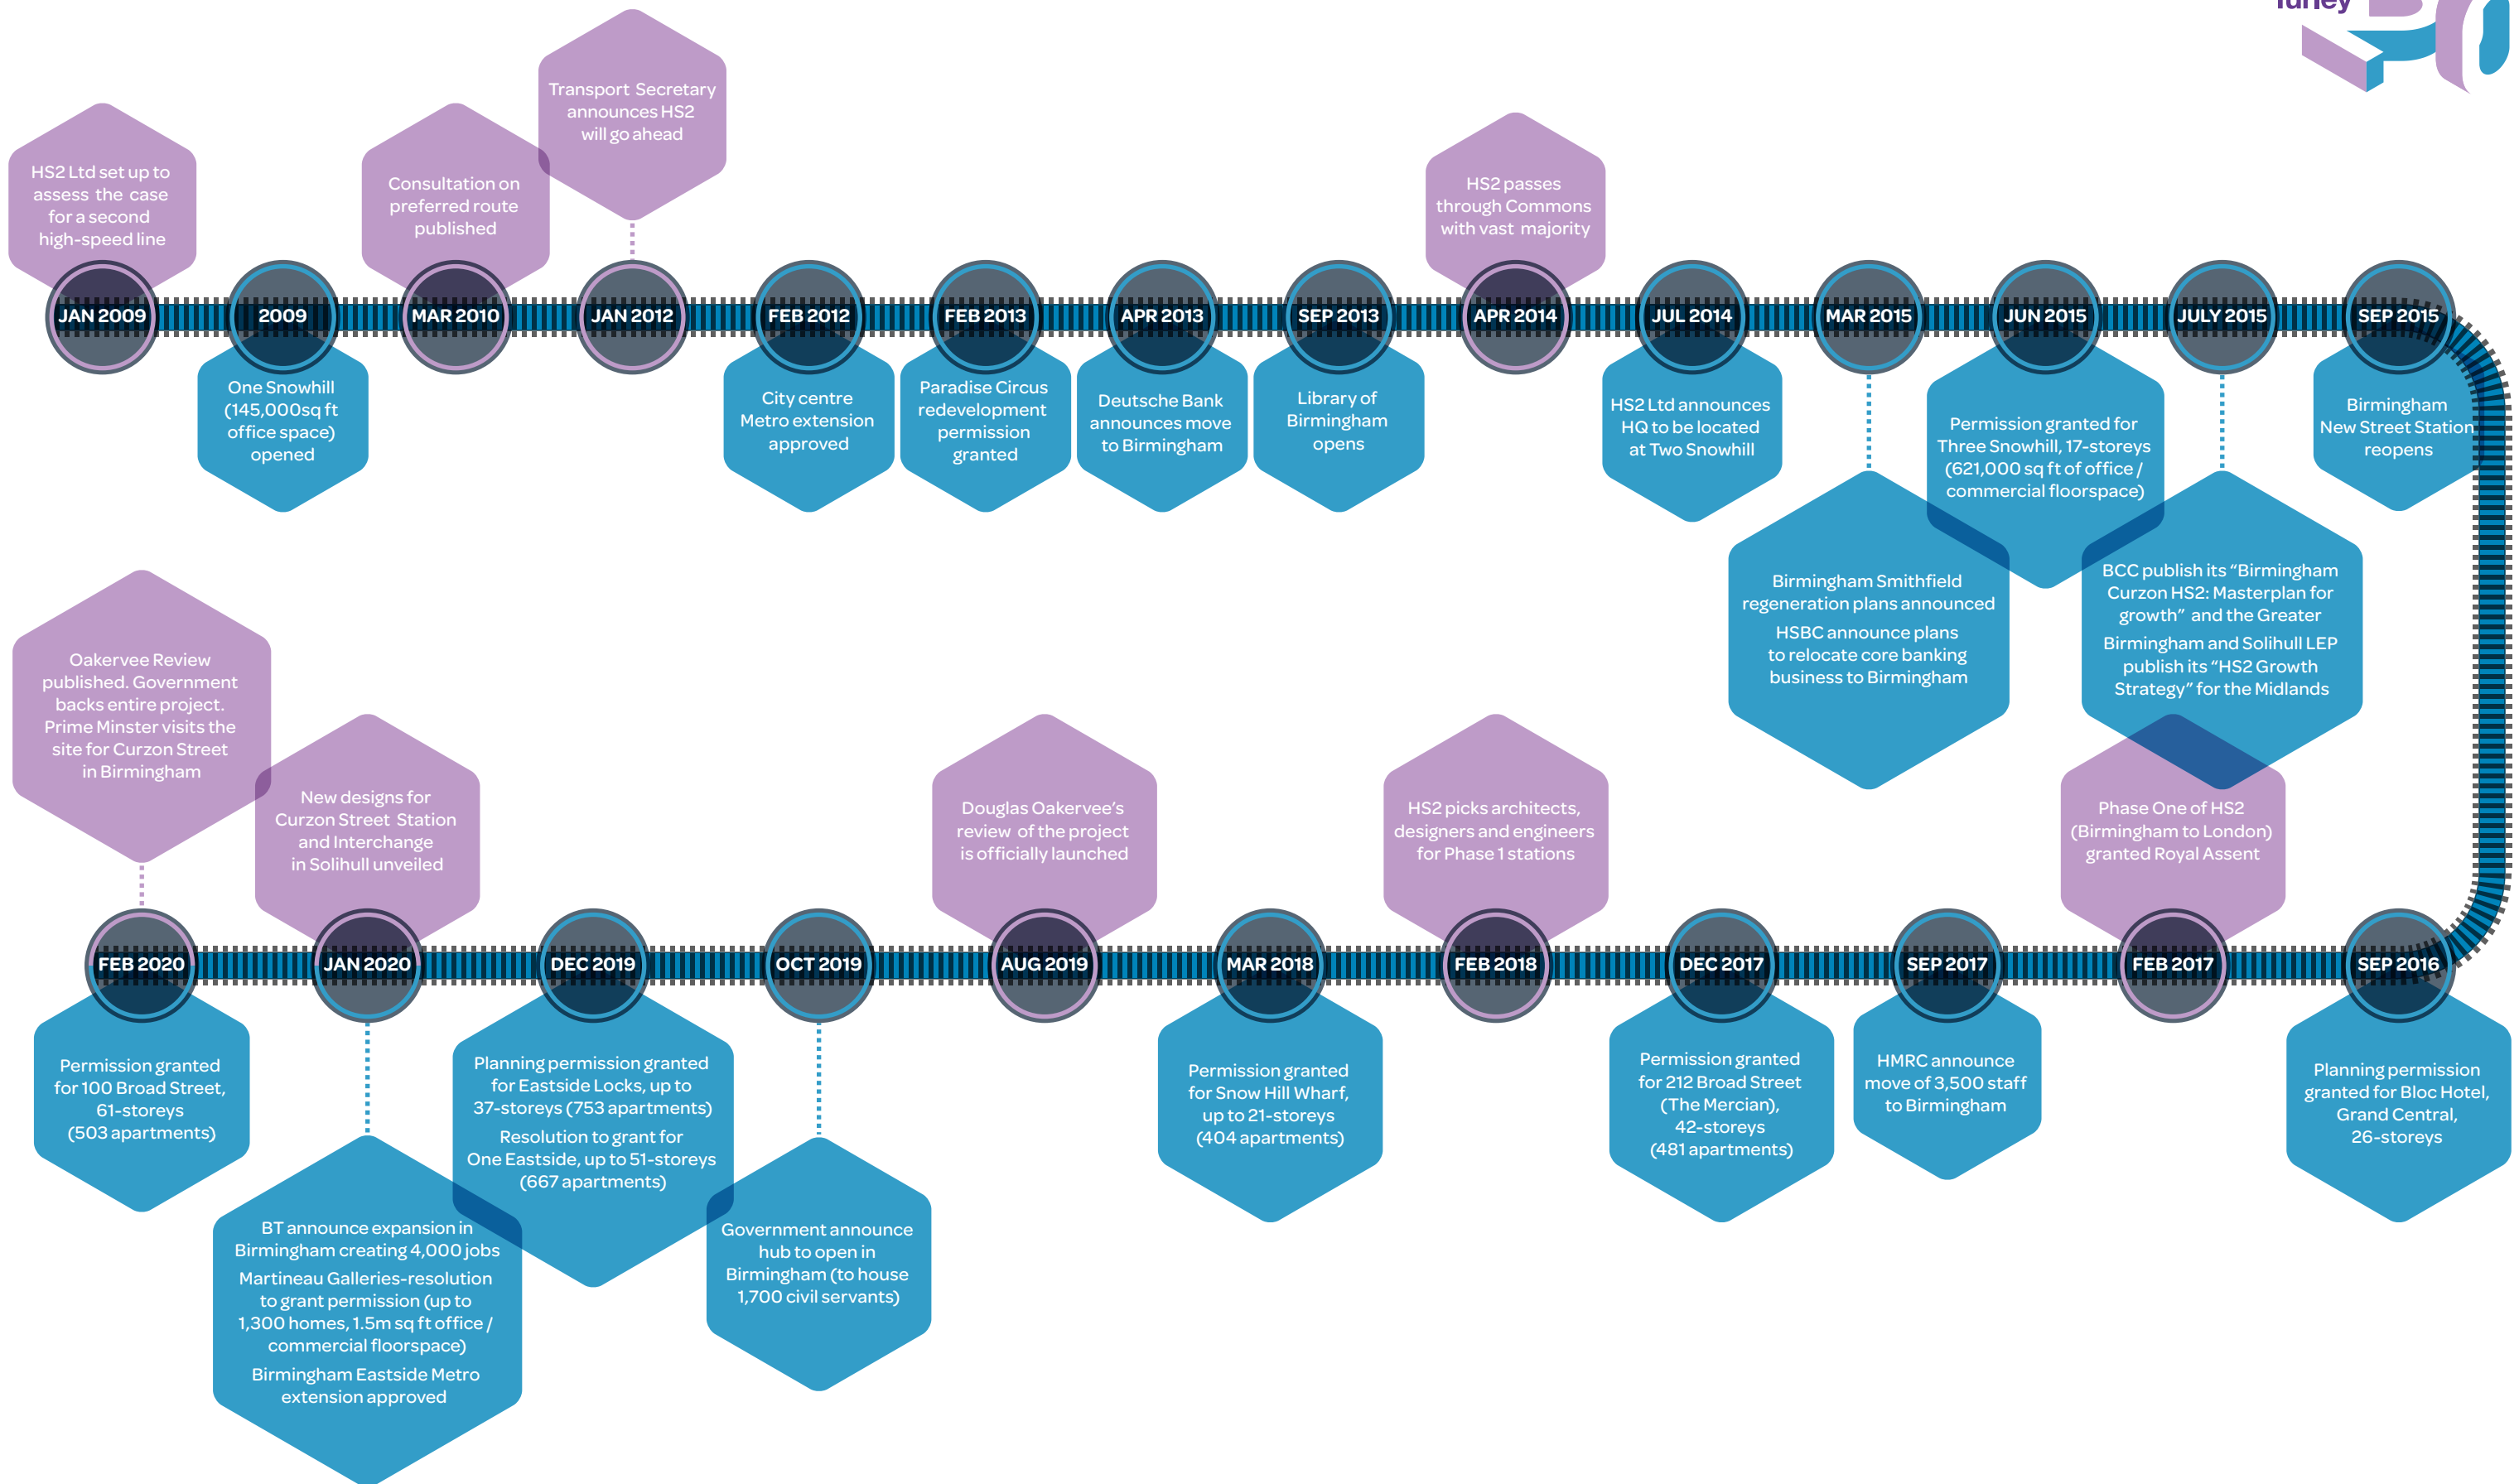 Turley
HS2 Ltd set up to
assess the case
for a second
high-speed line
JAN 2009
2009
One Snowhill
(145,000sq ft
office space)
opened
Consultation on
preferred route
published
MAR 2010
Transport Secretary
announces HS2
will go ahead
JAN 2012
FEB 2012
City centre
Metro extension
approved
FEB 2013
Paradise Circus
redevelopment
permission
granted
APR 2013
Deutsche Bank
announces move
to Birmingham
SEP 2013
Library of
Birmingham
opens
HS2 passes
through Commons
with vast majority
APR 2014
JUL 2014
HS2 Ltd announces
HQ to be located
at Two Snowhill
MAR 2015
Birmingham Smithfield
regeneration plans announced
HSBC announce plans
to relocate core banking
business to Birmingham
JUN 2015
Permission granted for
Three Snowhill, 17-storeys
(621,000 sq ft of office /
commercial floorspace)
JULY 2015
BCC publish its “Birmingham
Curzon HS2: Masterplan for
growth” and the Greater
Birmingham and Solihull LEP
publish its “HS2 Growth
Strategy” for the Midlands
SEP 2015
Birmingham
New Street Station
reopens
SEP 2016
Planning permission
granted for Bloc Hotel,
Grand Central,
26-storeys
Phase One of HS2
(Birmingham to London)
granted Royal Assent
FEB 2017
SEP 2017
HMRC announce
move of 3,500 staff
to Birmingham
DEC 2017
Permission granted
for 212 Broad Street
(The Mercian),
42-storeys
(481 apartments)
HS2 picks architects,
designers and engineers
for Phase 1 stations
FEB 2018
MAR 2018
Permission granted
for Snow Hill Wharf,
up to 21-storeys
(404 apartments)
Douglas Oakervee’s
review of the project
is officially launched
AUG 2019
OCT 2019
Government announce
hub to open in
Birmingham (to house
1,700 civil servants)
DEC 2019
Planning permission granted
for Eastside Locks, up to
37-storeys (753 apartments)
Resolution to grant for
One Eastside, up to 51-storeys
(667 apartments)
New designs for
Curzon Street Station
and Interchange
in Solihull unveiled
JAN 2020
BT announce expansion in
Birmingham creating 4,000 jobs
Martineau Galleries-resolution
to grant permission (up to
1,300 homes, 1.5m sq ft office /
commercial floorspace)
Birmingham Eastside Metro
extension approved
Oakervee Review
published. Government
backs entire project.
Prime Minster visits the
site for Curzon Street
in Birmingham
FEB 2020
Permission granted
for 100 Broad Street,
61-storeys
(503 apartments)